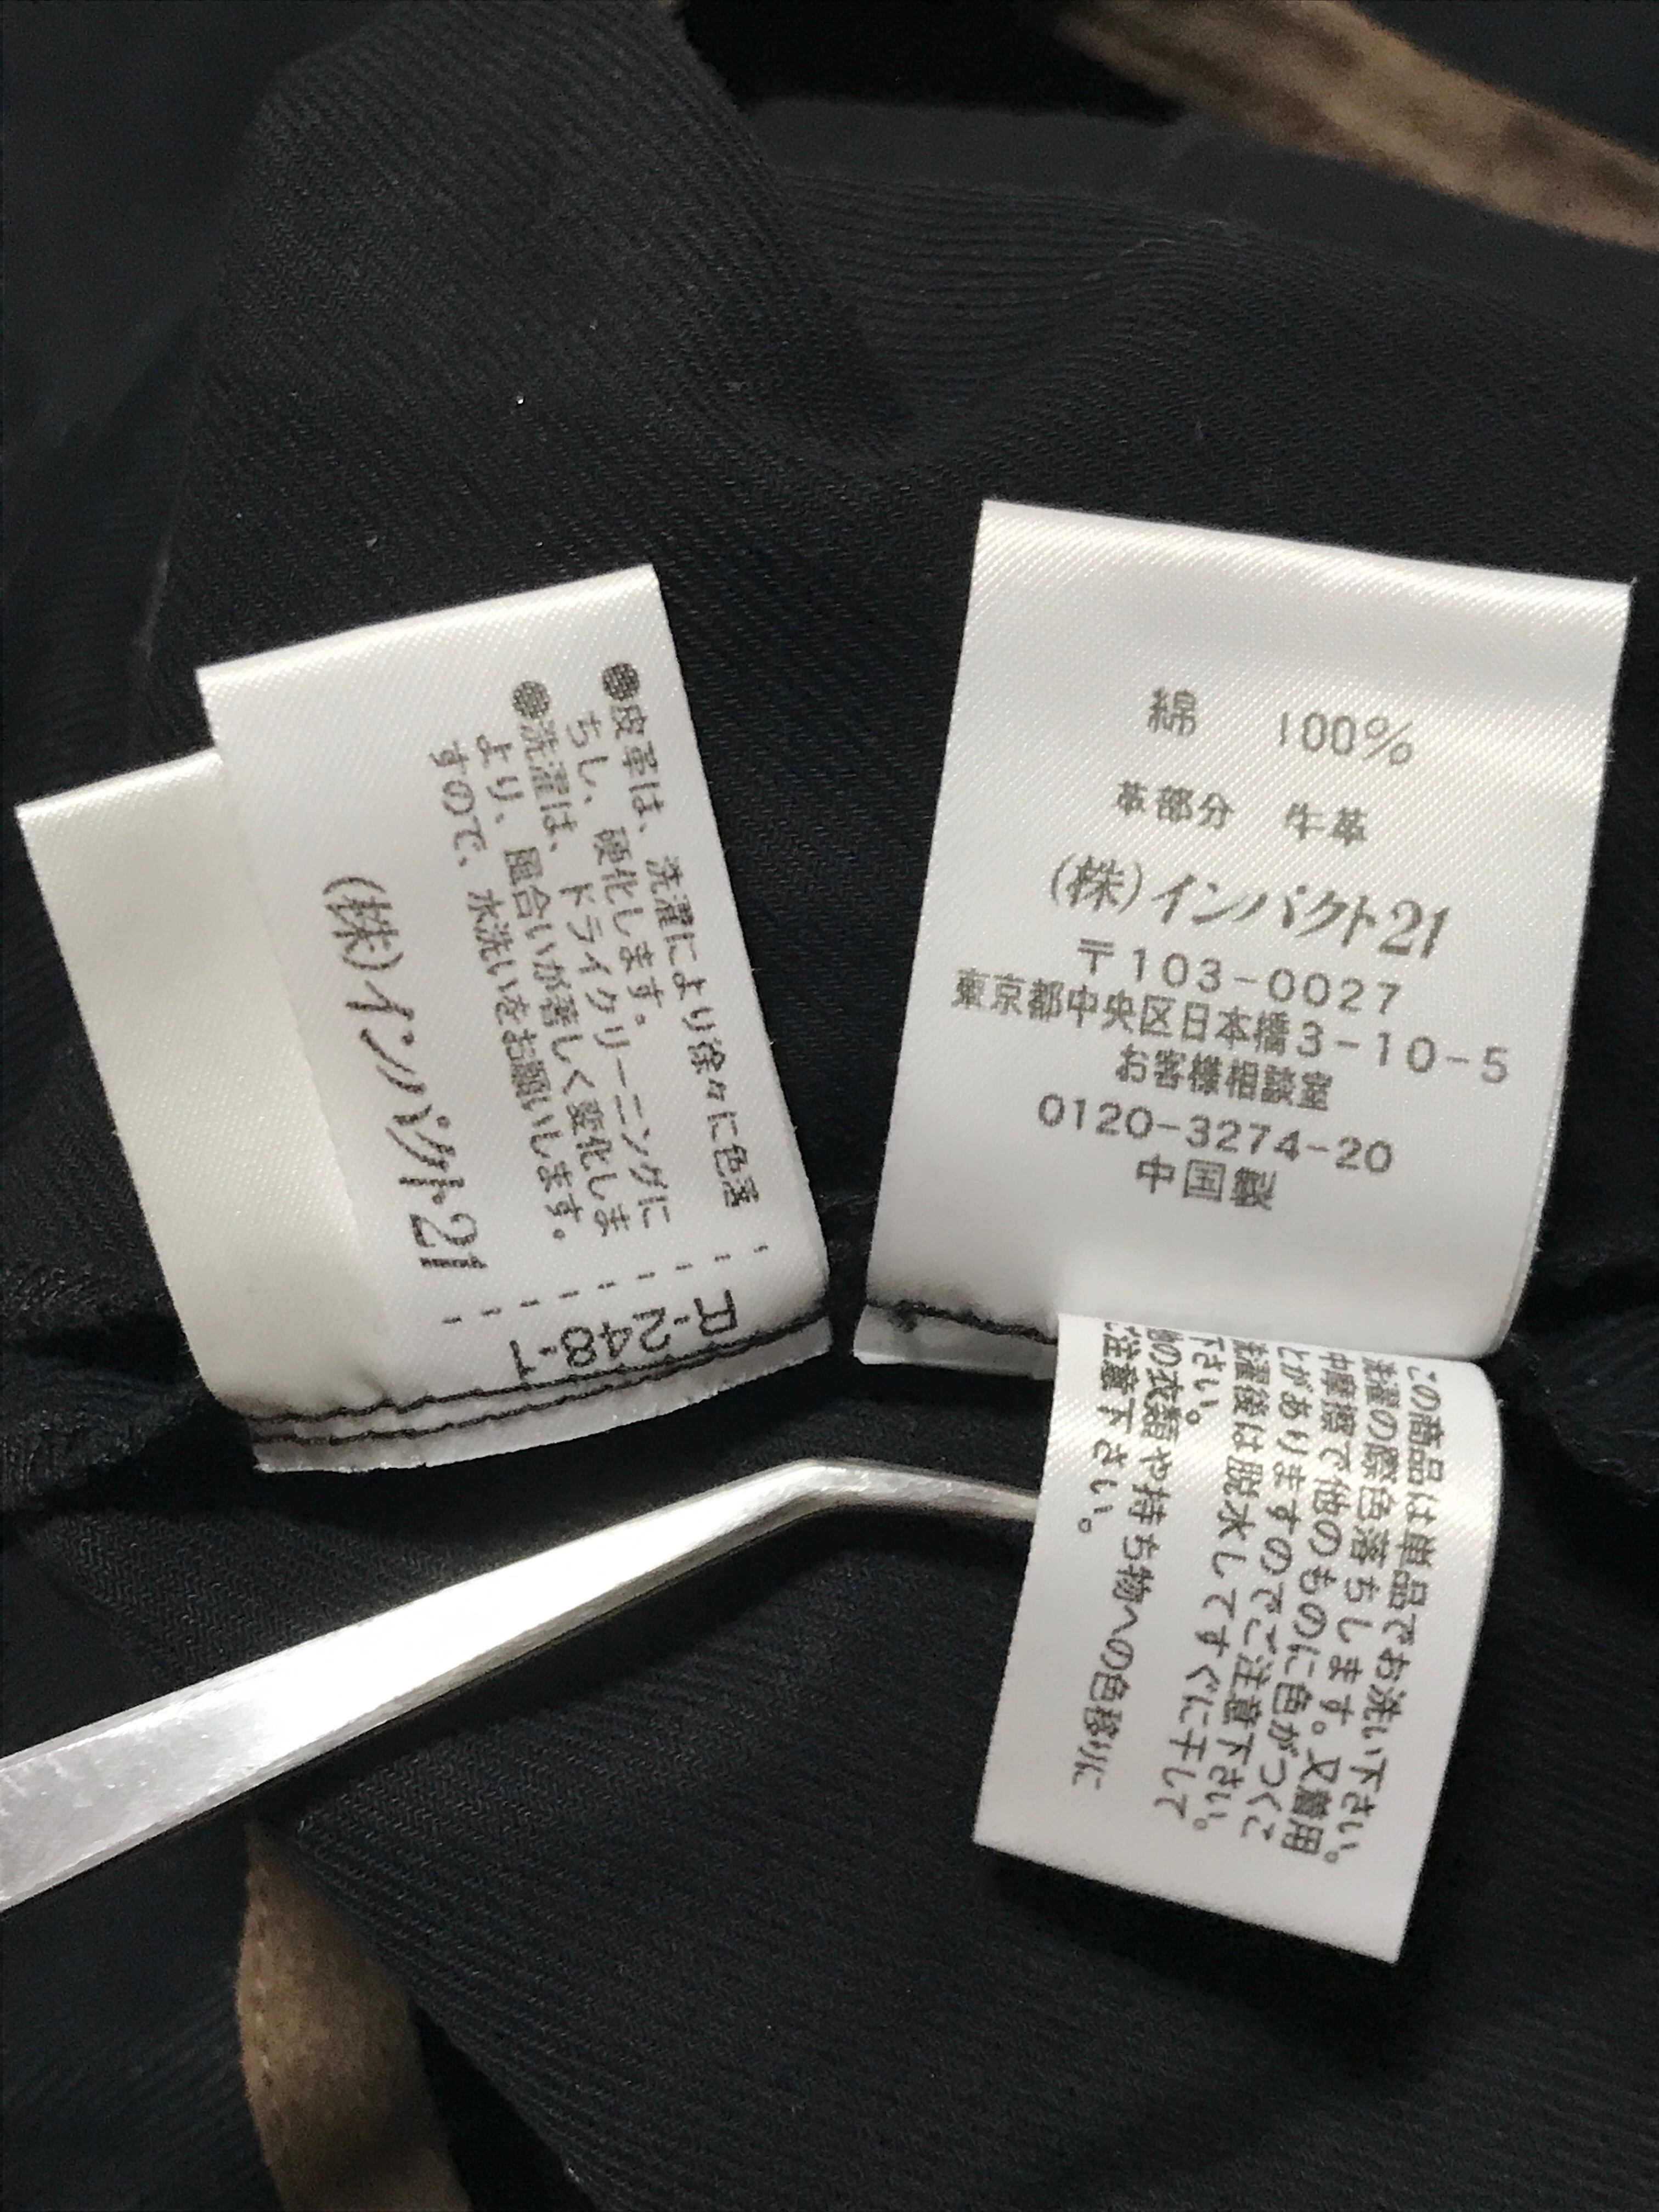 ●皮革は、洗濯により徐々に色落
ちし、硬化します。
●洗濯は、ドライクリーニングに
より、風合いが著しく変化しま
すので、水洗いをお願いします。
(株)インパクト21
248-1
綿 100%
革部分 牛革
(株)インパクト21
〒103-0027
東京都中央区日本橋3-10-5
お客様相談室
0120-3274-20
中国製
この商品は単品でお洗い下さい。
洗濯の際色落ちします。又着用
中摩擦で他のものに色がつくこ
とがありますのでご注意下さい。
濯後は脱水してすぐに干して
下さい。
他の衣類や持ち物への色移りに
ご注意下さい。